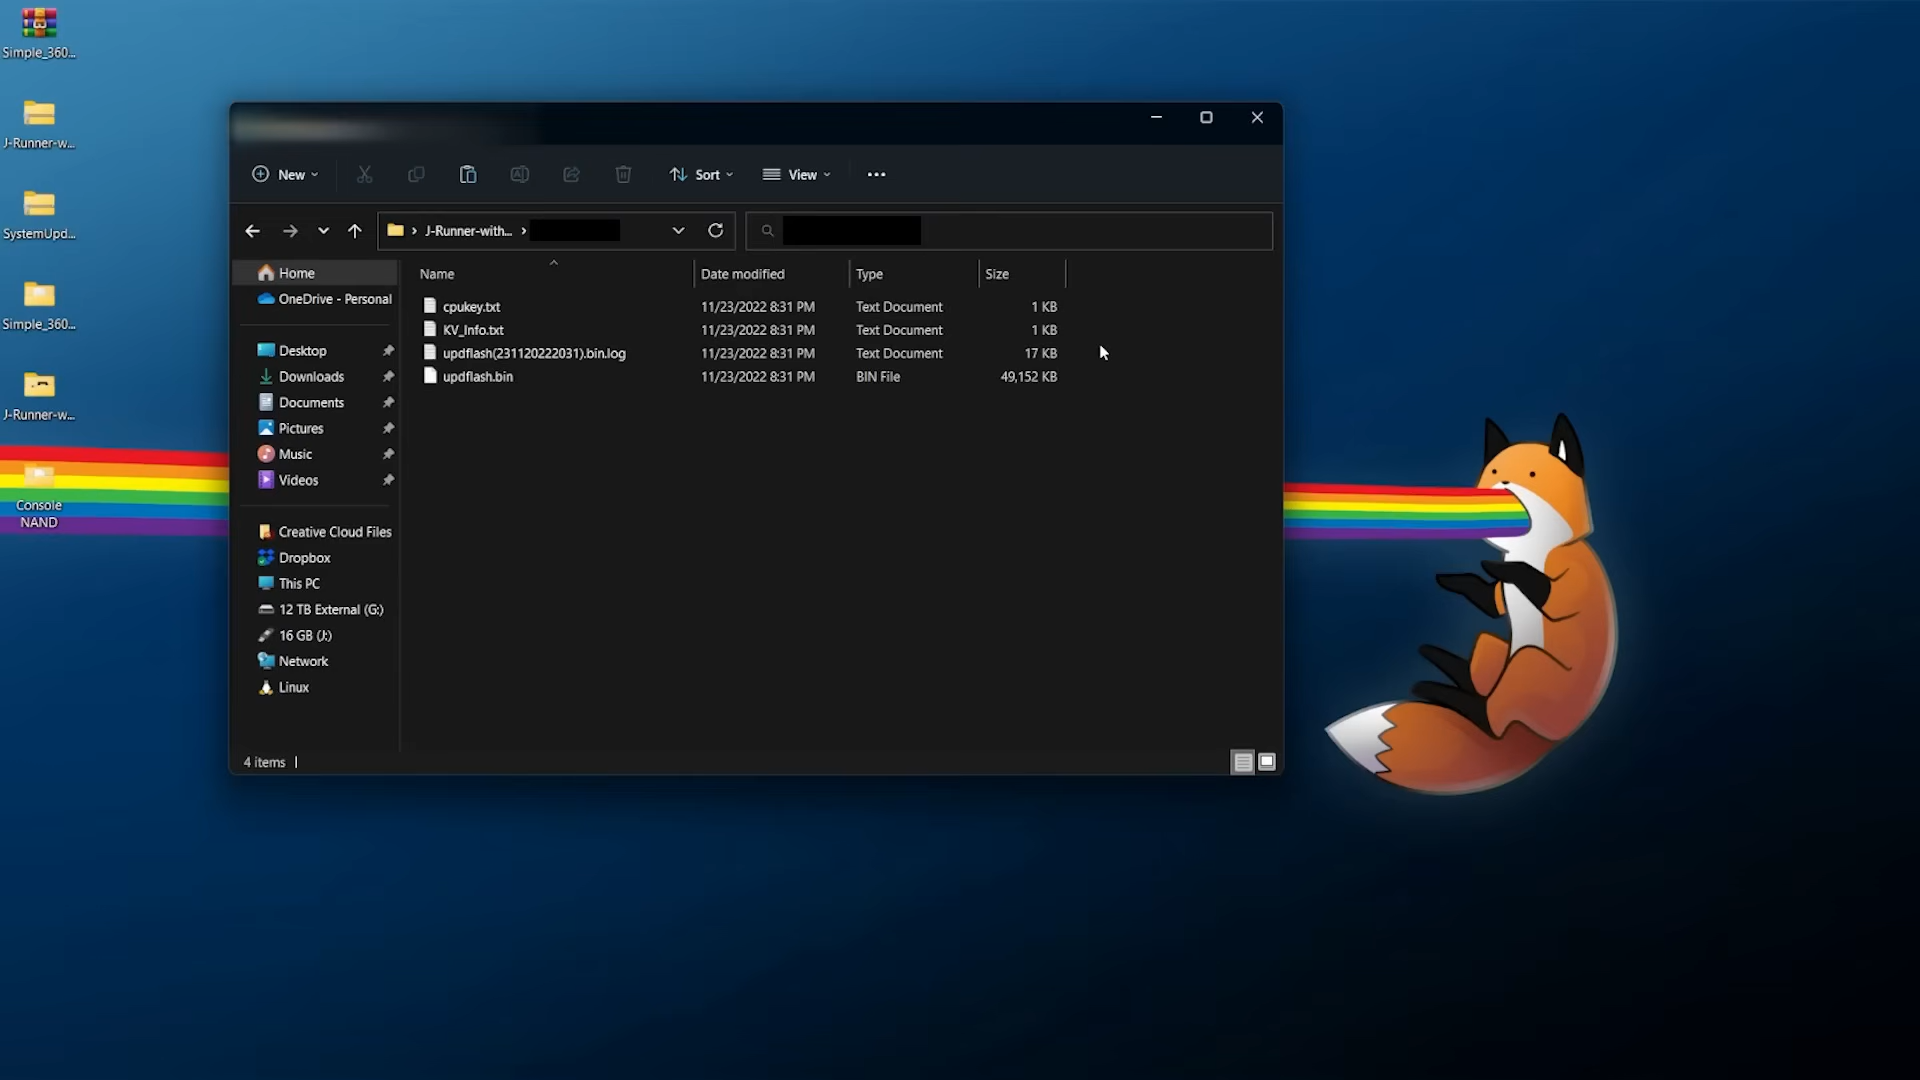 Simple_360...
J-Runner-w...
SystemUpd...
Simple_360...
J-Runner-w...
Console
NAND
New
Sort
View
J-Runner-with...
Home
OneDrive - Personal
Desktop
Downloads
Documents
Pictures
Music
Videos
Creative Cloud Files
Dropbox
This PC
12 TB External (G:)
16 GB (J:)
Network
Linux
Name Date modified Type Size
cpukey.txt 11/23/2022 8:31 PM Text Document 1 KB
KV_Info.txt 11/23/2022 8:31 PM Text Document 1 KB
updflash(231120222031).bin.log 11/23/2022 8:31 PM Text Document 17 KB
updflash.bin 11/23/2022 8:31 PM BIN File 49,152 KB
4 items